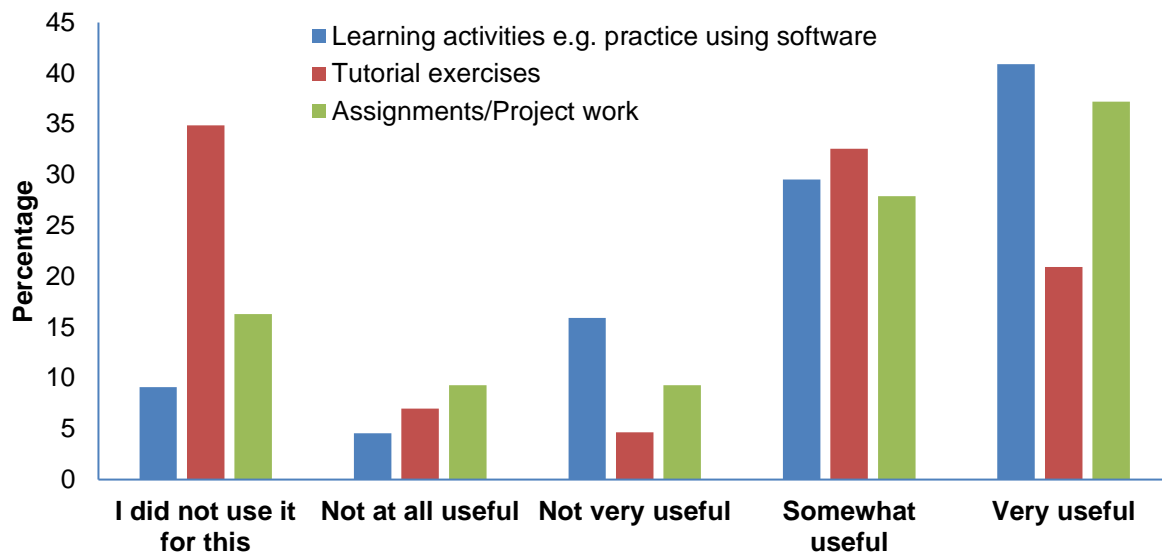 45
40
35
30
25
20
15
10
5
0
Percentage
Learning activities e.g. practice using software
Tutorial exercises
Assignments/Project work
I did not use it
for this
Not at all useful
Not very useful
Somewhat
useful
Very useful